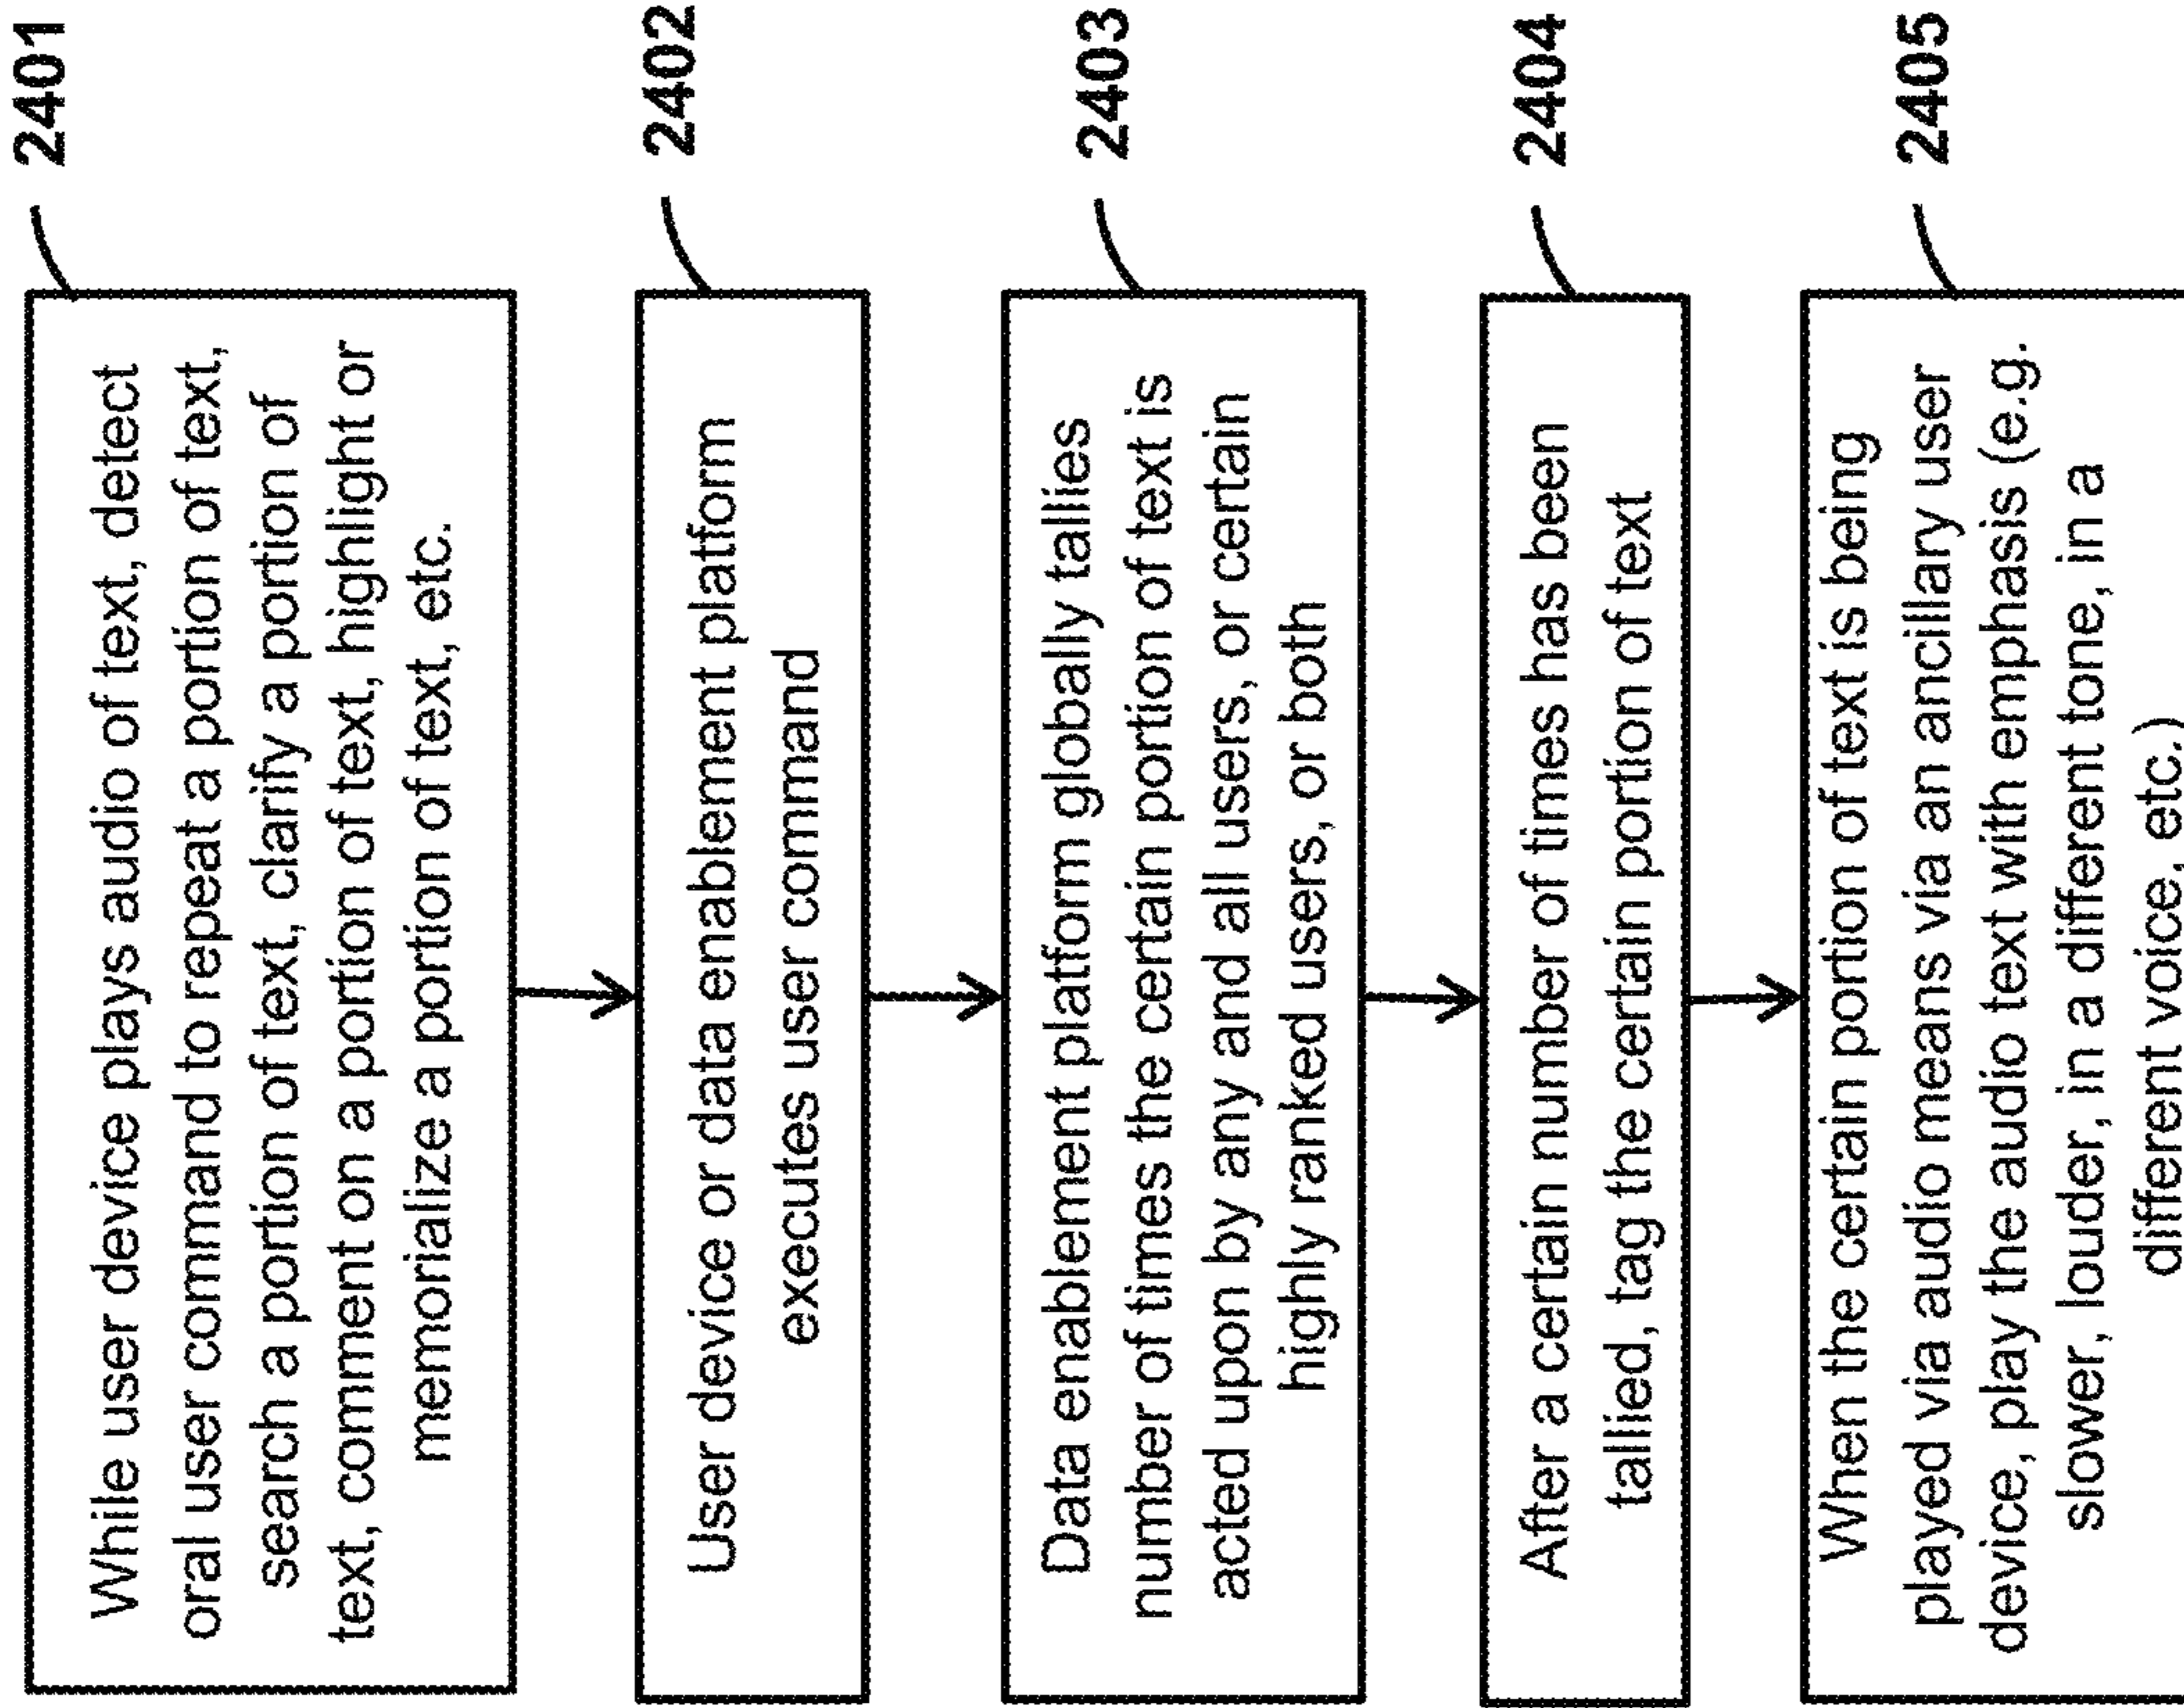 While user device plays audio of text, detect
oral user command to repeat a portion of text,
search a portion of text, clarify a portion of
text, comment on a portion of text, highlight or
memorialize a portion of text, etc.
2401
User device or data enablement platform
executes user command
2402
Data enablement platform globally tallies
number of times the certain portion of text is
acted upon by any and all users, or certain
highly ranked users, or both
2403
After a certain number of times has been
tallied, tag the certain portion of text
2404
When the certain portion of text is being
played via audio means via an ancillary user
device, play the audio text with emphasis (e.g.
slower, louder, in a different tone, in a
different voice, etc.)
2405